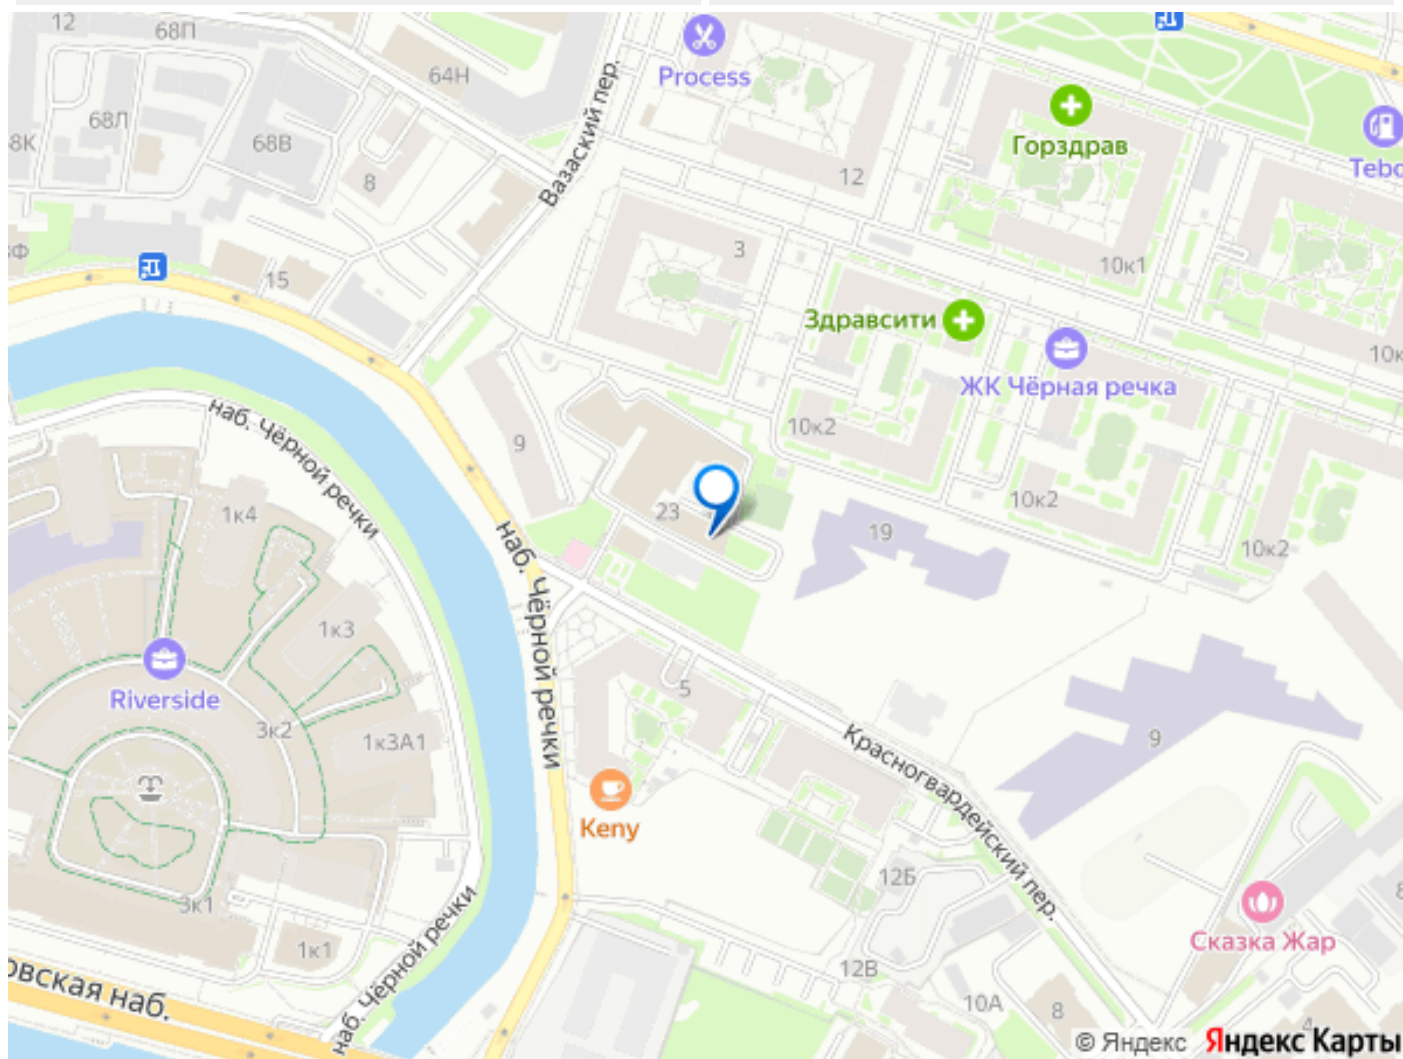 12
68П
64Н
68Л
68В
8К
8
Вазаский пер.
Process
12
Горздрав
Tebo
3
10к1
ЗФ
15
Здравсити
ЖК Чёрная речка
10к
наб. Чёрной речки
9
10к2
10к2
10к2
1к4
23
19
наб. Чёрной речки
1к3
Riverside
5
3к2
1к3А1
Красногвардейский пер.
9
Keny
12Б
3к1
1к1
наб. Чёрной речки
Сказка Жар
12В
10А
8
8
овская наб.
© Яндекс Яндекс Карты